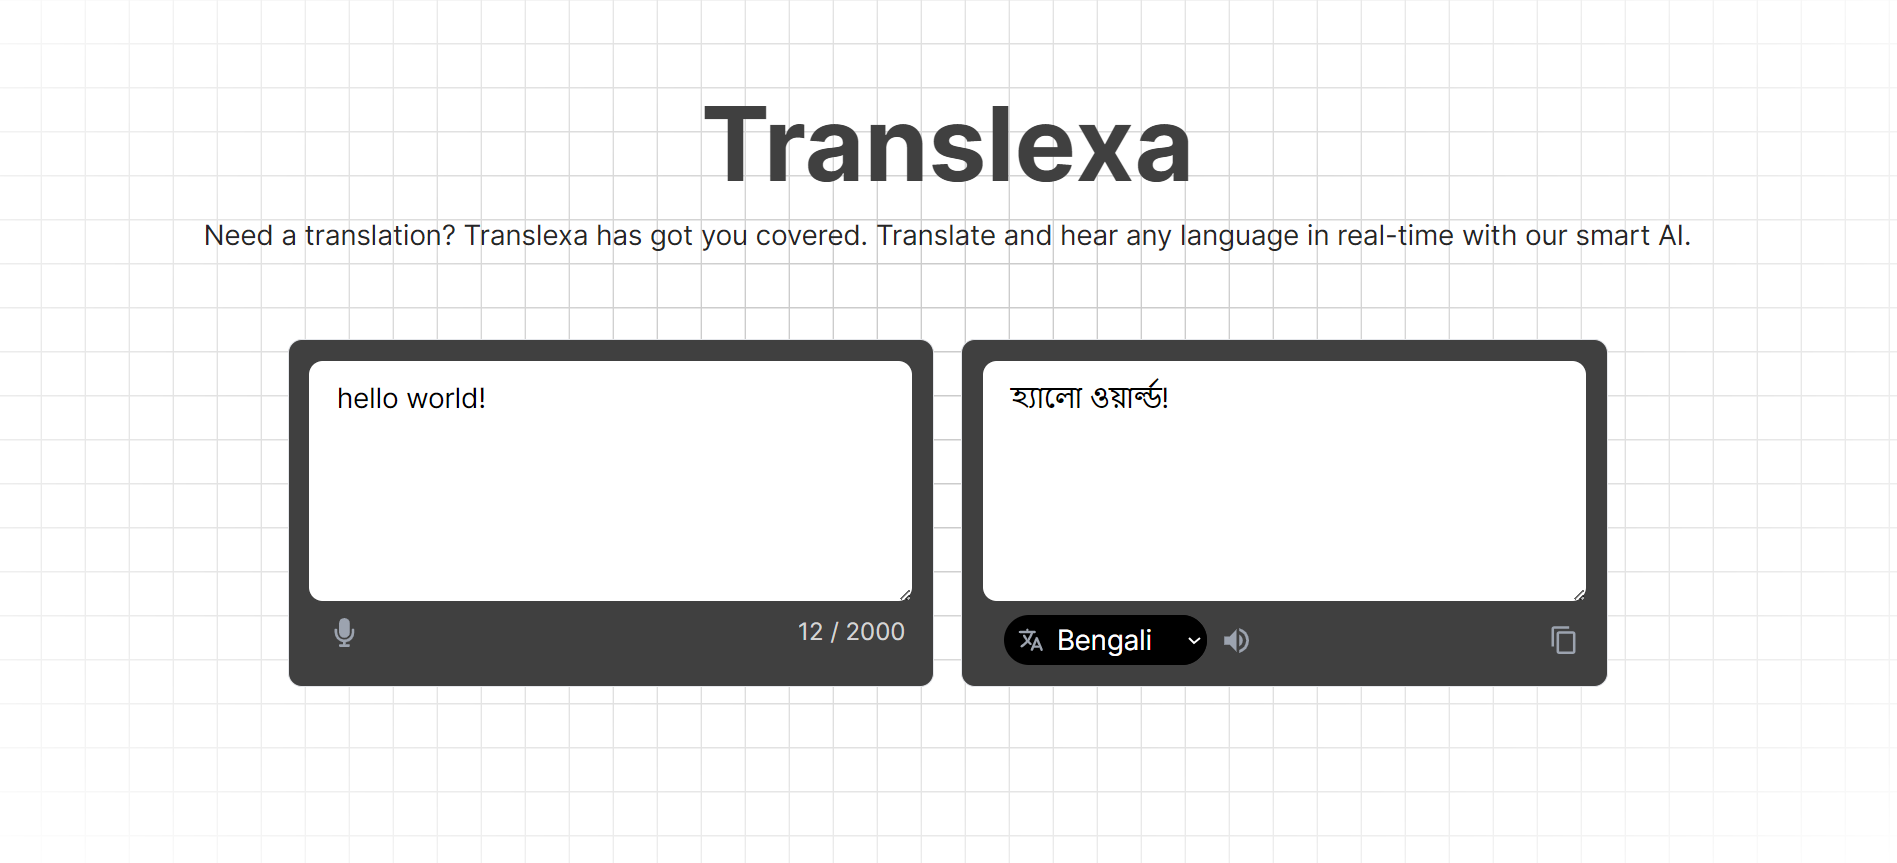 Translexa
Need a translation? Translexa has got you covered. Translate and hear any language in real-time with our smart AI.
hello world!
12 / 2000
হ্যালো ওয়ার্ল্ড!
Bengali